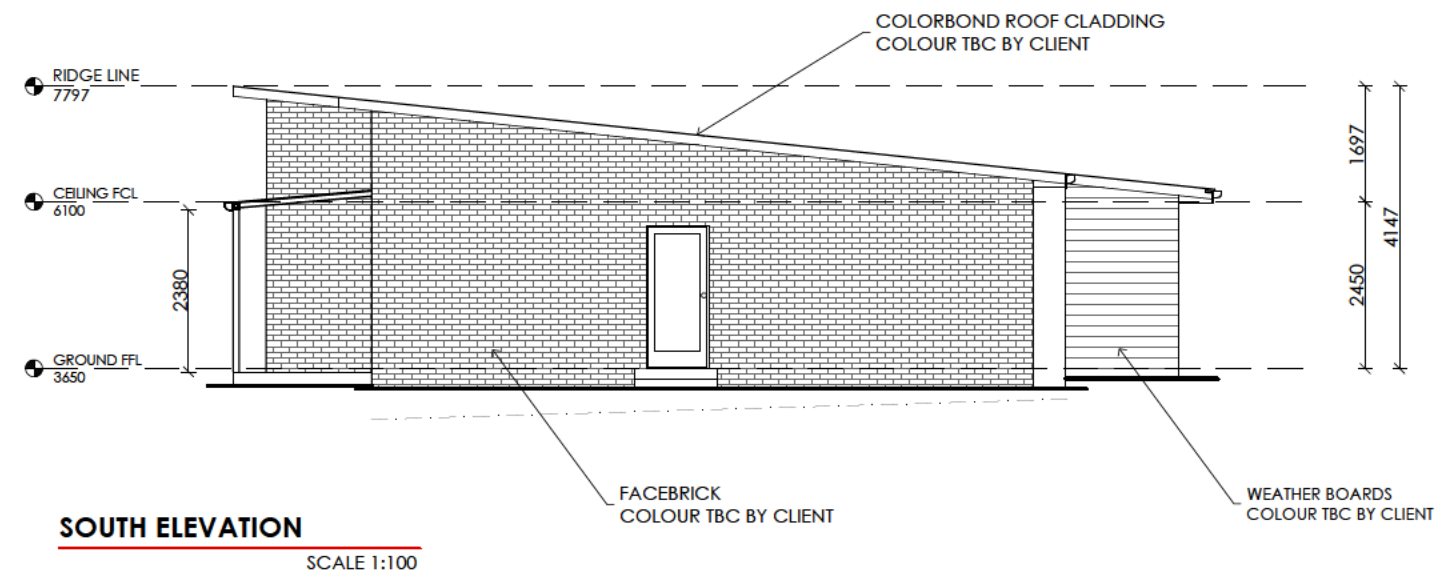 COLORBOND ROOF CLADDING
COLOUR TBC BY CLIENT
RIDGE LINE
7797
1697
CEILING FCL
6100
4147
2380
2450
GROUND FFL
3650
FACEBRICK
COLOUR TBC BY CLIENT
WEATHER BOARDS
COLOUR TBC BY CLIENT
SOUTH ELEVATION
SCALE 1:100